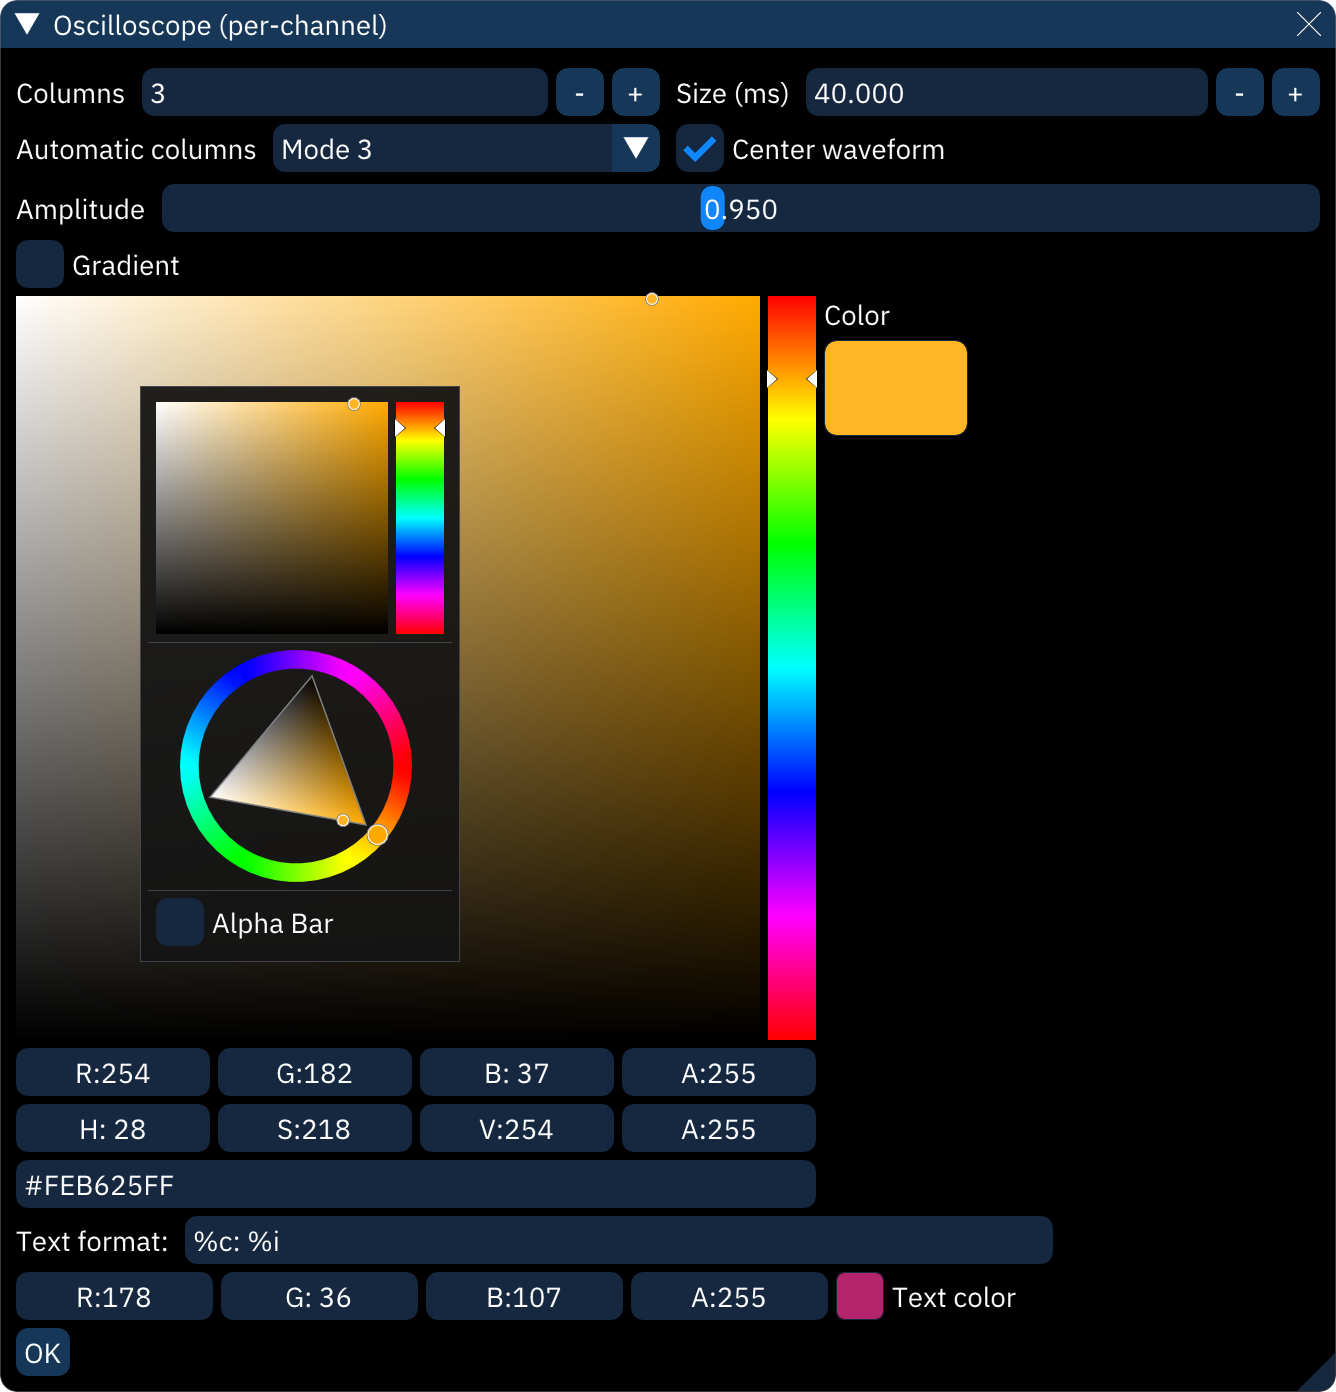 Oscilloscope (per-channel)
Columns 3 - + Size (ms) 40.000 - +
Automatic columns Mode 3 Center waveform
Amplitude 0.950
Gradient
Color
Alpha Bar
R:254 G:182 B: 37 A:255
H: 28 S:218 V:254 A:255
#FEB625FF
Text format: %c: %i
R:178 G: 36 B:107 A:255 Text color
OK